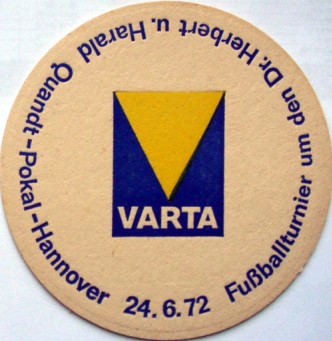 Fußballturnier um den Dr. Herbert u. Harald Quandt-Pokal-Hannover 24.6.72
VARTA